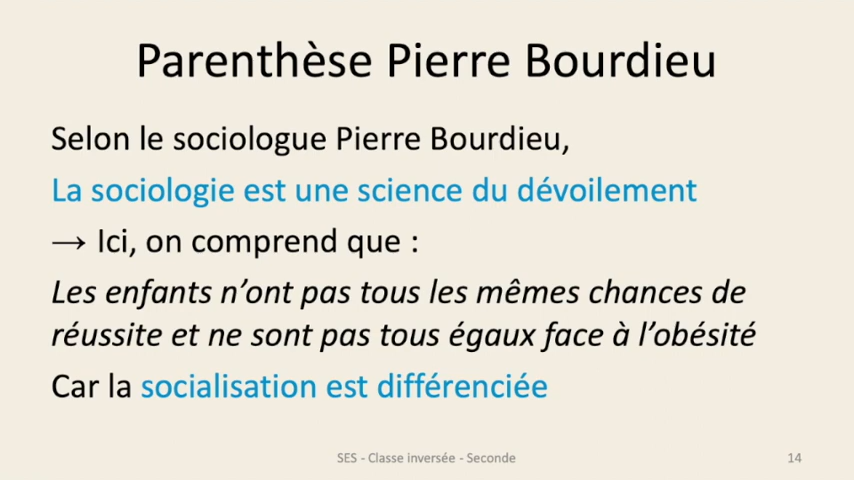 Parenthèse Pierre Bourdieu
Selon le sociologue Pierre Bourdieu,
La sociologie est une science du dévoilement
→ Ici, on comprend que :
Les enfants n’ont pas tous les mêmes chances de
réussite et ne sont pas tous égaux face à l’obésité
Car la socialisation est différenciée
SES - Classe inversée - Seconde
14